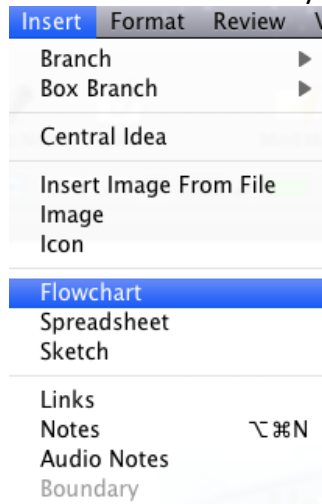 Insert Format Review
Branch ▶
Box Branch ▶
Central Idea
Insert Image From File
Image
Icon
Flowchart
Spreadsheet
Sketch
Links
Notes ⌥⌘N
Audio Notes
Boundary